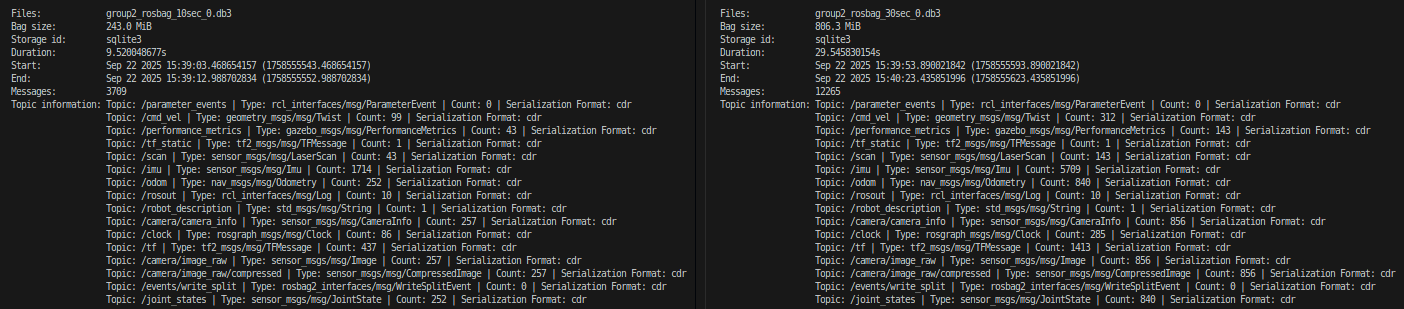 Files: group2_rosbag_10sec_0.db3
Bag size: 243.0 MiB
Storage id: sqlite3
Duration: 9.520048677s
Start: Sep 22 2025 15:39:03.468654157 (1758555543.468654157)
End: Sep 22 2025 15:39:12.988702834 (1758555552.988702834)
Messages: 3709
Topic information: Topic: /parameter_events | Type: rcl_interfaces/msg/ParameterEvent | Count: 0 | Serialization Format: cdr
Topic: /cmd_vel | Type: geometry_msgs/msg/Twist | Count: 99 | Serialization Format: cdr
Topic: /performance_metrics | Type: gazebo_msgs/msg/PerformanceMetrics | Count: 43 | Serialization Format: cdr
Topic: /tf_static | Type: tf2_msgs/msg/TFMessage | Count: 1 | Serialization Format: cdr
Topic: /scan | Type: sensor_msgs/msg/LaserScan | Count: 43 | Serialization Format: cdr
Topic: /imu | Type: sensor_msgs/msg/Imu | Count: 1714 | Serialization Format: cdr
Topic: /odom | Type: nav_msgs/msg/Odometry | Count: 252 | Serialization Format: cdr
Topic: /rosout | Type: rcl_interfaces/msg/Log | Count: 10 | Serialization Format: cdr
Topic: /robot_description | Type: std_msgs/msg/String | Count: 1 | Serialization Format: cdr
Topic: /camera/camera_info | Type: sensor_msgs/msg/CameraInfo | Count: 257 | Serialization Format: cdr
Topic: /clock | Type: rosgraph_msgs/msg/Clock | Count: 86 | Serialization Format: cdr
Topic: /tf | Type: tf2_msgs/msg/TFMessage | Count: 437 | Serialization Format: cdr
Topic: /camera/image_raw | Type: sensor_msgs/msg/Image | Count: 257 | Serialization Format: cdr
Topic: /camera/image_raw/compressed | Type: sensor_msgs/msg/CompressedImage | Count: 257 | Serialization Format: cdr
Topic: /events/write_split | Type: rosbag2_interfaces/msg/WriteSplitEvent | Count: 0 | Serialization Format: cdr
Topic: /joint_states | Type: sensor_msgs/msg/JointState | Count: 252 | Serialization Format: cdr
Files: group2_rosbag_30sec_0.db3
Bag size: 806.3 MiB
Storage id: sqlite3
Duration: 29.545830154s
Start: Sep 22 2025 15:39:53.890021842 (1758555593.890021842)
End: Sep 22 2025 15:40:23.435851996 (1758555623.435851996)
Messages: 12265
Topic information: Topic: /parameter_events | Type: rcl_interfaces/msg/ParameterEvent | Count: 0 | Serialization Format: cdr
Topic: /cmd_vel | Type: geometry_msgs/msg/Twist | Count: 312 | Serialization Format: cdr
Topic: /performance_metrics | Type: gazebo_msgs/msg/PerformanceMetrics | Count: 143 | Serialization Format: cdr
Topic: /tf_static | Type: tf2_msgs/msg/TFMessage | Count: 1 | Serialization Format: cdr
Topic: /scan | Type: sensor_msgs/msg/LaserScan | Count: 143 | Serialization Format: cdr
Topic: /imu | Type: sensor_msgs/msg/Imu | Count: 5709 | Serialization Format: cdr
Topic: /odom | Type: nav_msgs/msg/Odometry | Count: 840 | Serialization Format: cdr
Topic: /rosout | Type: rcl_interfaces/msg/Log | Count: 10 | Serialization Format: cdr
Topic: /robot_description | Type: std_msgs/msg/String | Count: 1 | Serialization Format: cdr
Topic: /camera/camera_info | Type: sensor_msgs/msg/CameraInfo | Count: 856 | Serialization Format: cdr
Topic: /clock | Type: rosgraph_msgs/msg/Clock | Count: 285 | Serialization Format: cdr
Topic: /tf | Type: tf2_msgs/msg/TFMessage | Count: 1413 | Serialization Format: cdr
Topic: /camera/image_raw | Type: sensor_msgs/msg/Image | Count: 856 | Serialization Format: cdr
Topic: /camera/image_raw/compressed | Type: sensor_msgs/msg/CompressedImage | Count: 856 | Serialization Format: cdr
Topic: /events/write_split | Type: rosbag2_interfaces/msg/WriteSplitEvent | Count: 0 | Serialization Format: cdr
Topic: /joint_states | Type: sensor_msgs/msg/JointState | Count: 840 | Serialization Format: cdr